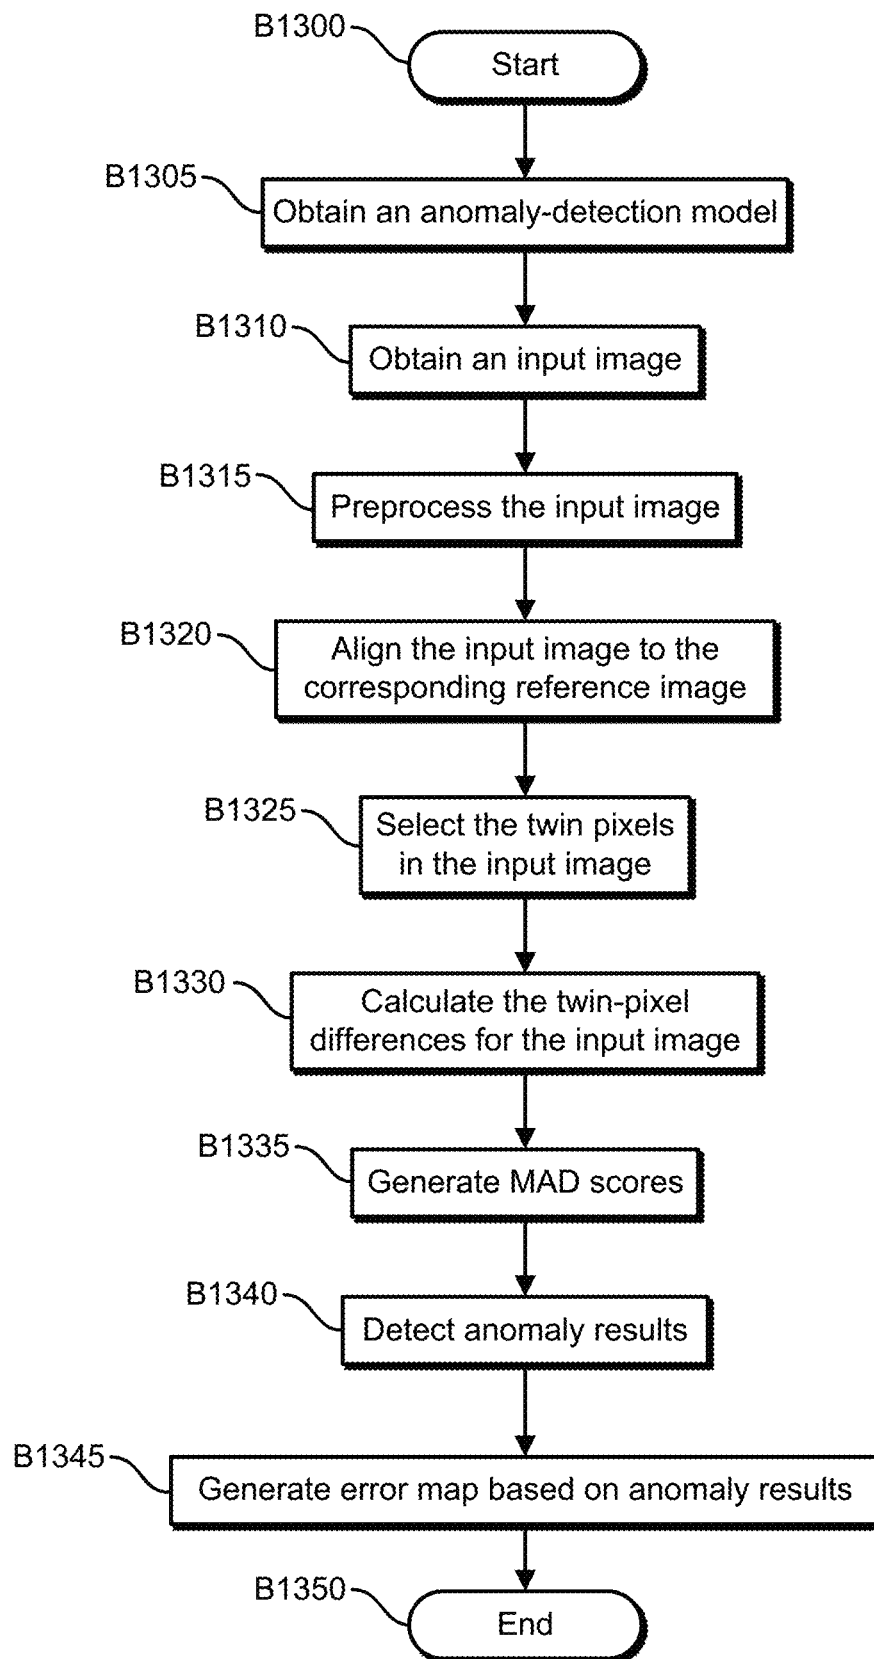 B1300
Start
B1305
Obtain an anomaly-detection model
B1310
Obtain an input image
B1315
Preprocess the input image
B1320
Align the input image to the
corresponding reference image
B1325
Select the twin pixels
in the input image
B1330
Calculate the twin-pixel
differences for the input image
B1335
Generate MAD scores
B1340
Detect anomaly results
B1345
Generate error map based on anomaly results
B1350
End